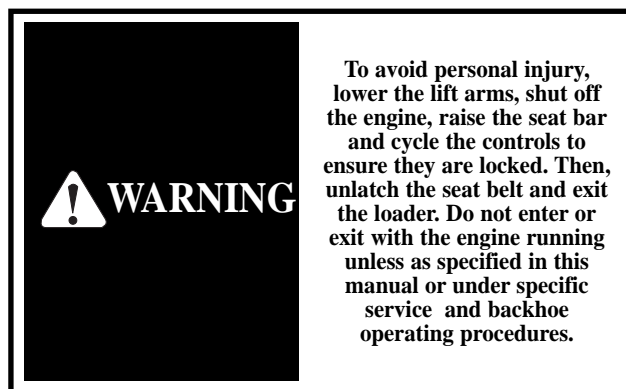 WARNING
To avoid personal injury,
lower the lift arms, shut off
the engine, raise the seat bar
and cycle the controls to
ensure they are locked. Then,
unlatch the seat belt and exit
the loader. Do not enter or
exit with the engine running
unless as specified in this
manual or under specific
service and backhoe
operating procedures.